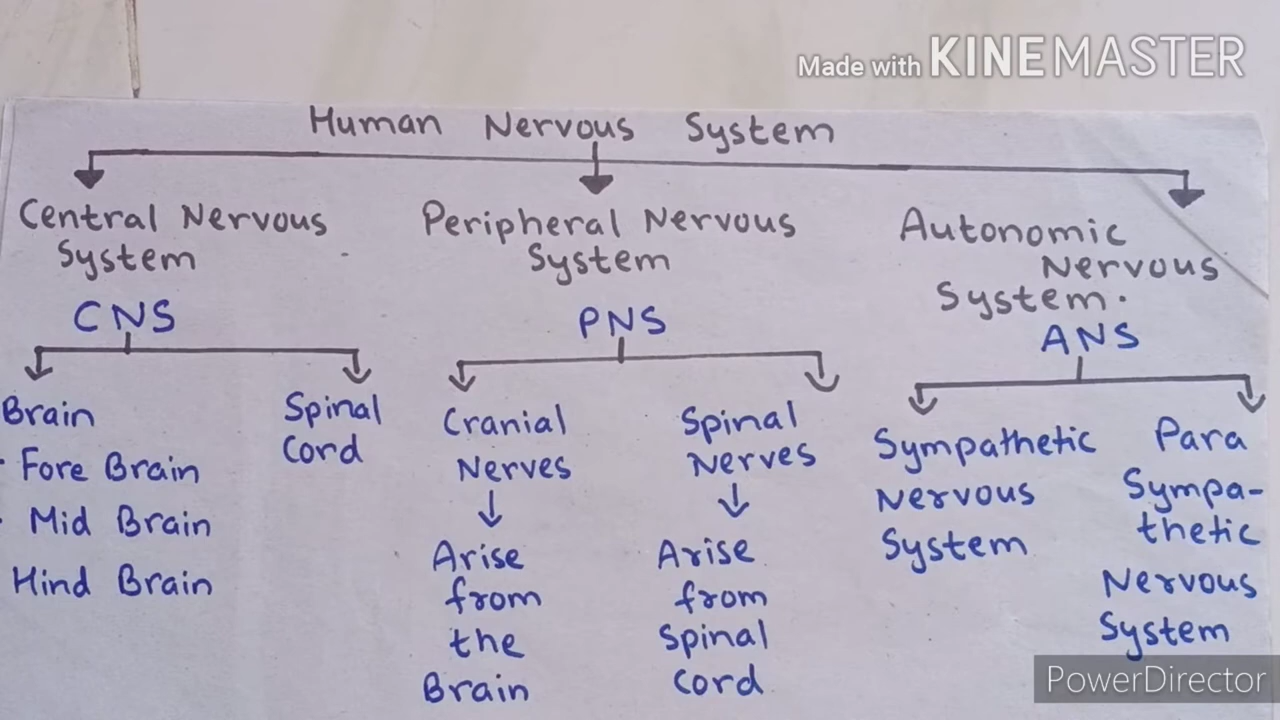 Made with KINEMASTER
Human Nervous System
Central Nervous
System
CNS
Brain
Fore Brain
Mid Brain
Hind Brain
Spinal
Cord
Peripheral Nervous
System
PNS
Cranial
Nerves
Arise
from
the
Brain
Spinal
Nerves
Arise
from
Spinal
Cord
Autonomic
Nervous
System.
ANS
Sympathetic
Nervous
System
Para
Sympa-
thetic
Nervous
System
PowerDirector